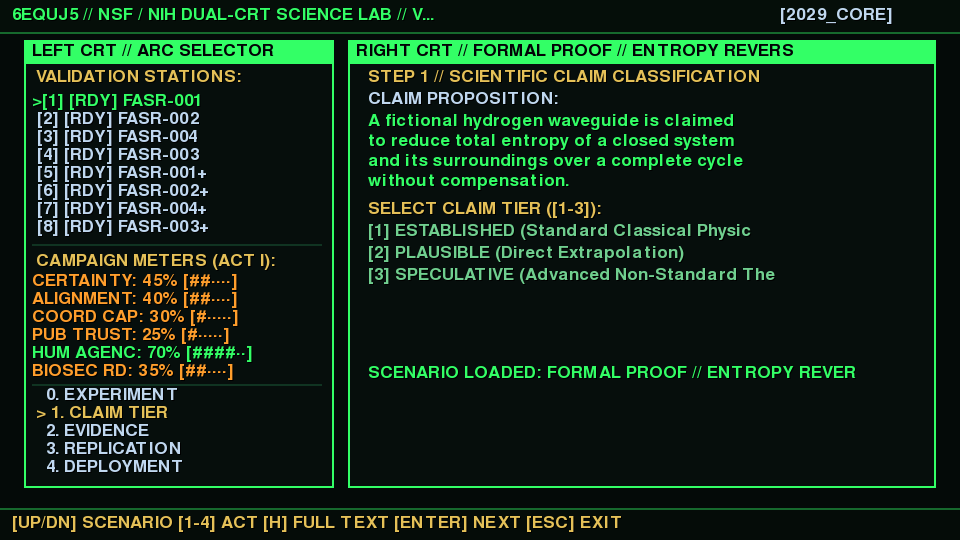 6EQUJ5 // NSF / NIH DUAL-CRT SCIENCE LAB // V...
[2029_CORE]
LEFT CRT // ARC SELECTOR
VALIDATION STATIONS:
>[1] [RDY] FASR-001
[2] [RDY] FASR-002
[3] [RDY] FASR-004
[4] [RDY] FASR-003
[5] [RDY] FASR-001+
[6] [RDY] FASR-002+
[7] [RDY] FASR-004+
[8] [RDY] FASR-003+
CAMPAIGN METERS (ACT I):
CERTAINTY: 45% [##····]
ALIGNMENT: 40% [##····]
COORD CAP: 30% [#·····]
PUB TRUST: 25% [#·····]
HUM AGENC: 70% [####··]
BIOSEC RD: 35% [##····]
0. EXPERIMENT
> 1. CLAIM TIER
2. EVIDENCE
3. REPLICATION
4. DEPLOYMENT
RIGHT CRT // FORMAL PROOF // ENTROPY REVERS
STEP 1 // SCIENTIFIC CLAIM CLASSIFICATION
CLAIM PROPOSITION:
A fictional hydrogen waveguide is claimed
to reduce total entropy of a closed system
and its surroundings over a complete cycle
without compensation.
SELECT CLAIM TIER ([1-3]):
[1] ESTABLISHED (Standard Classical Physic
[2] PLAUSIBLE (Direct Extrapolation)
[3] SPECULATIVE (Advanced Non-Standard The
SCENARIO LOADED: FORMAL PROOF // ENTROPY REVER
[UP/DN] SCENARIO [1-4] ACT [H] FULL TEXT [ENTER] NEXT [ESC] EXIT